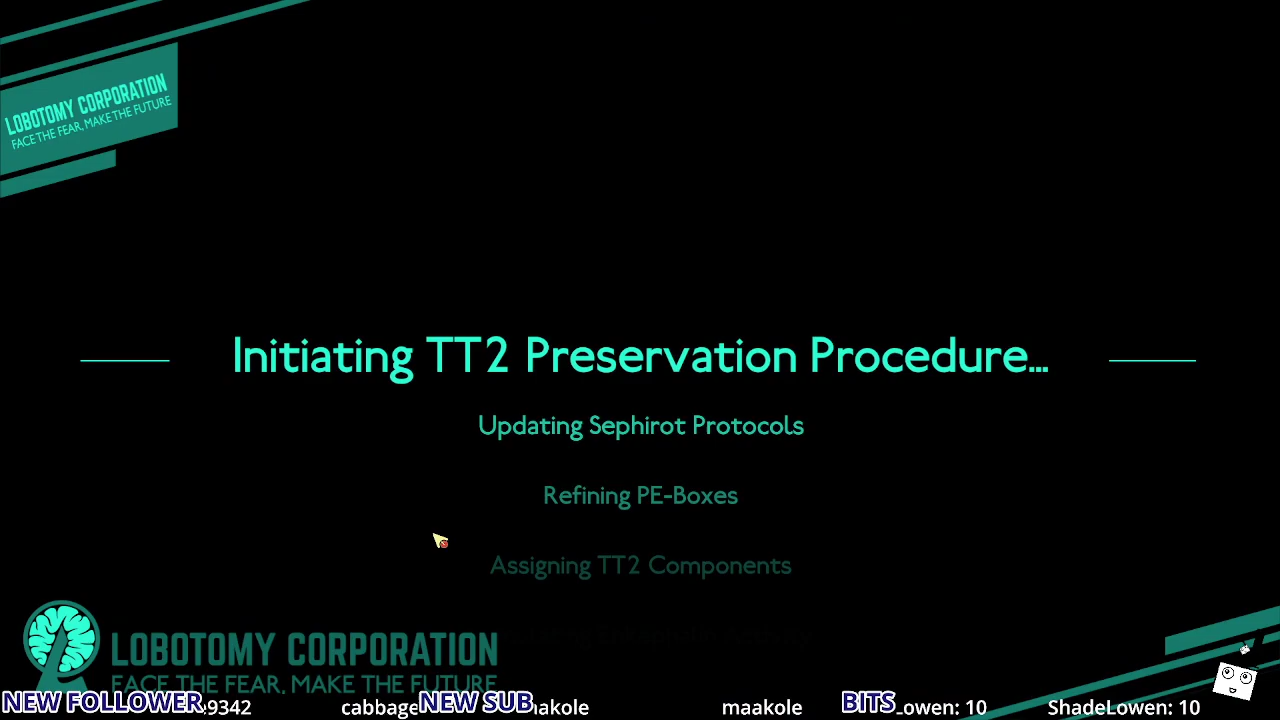 LOBOTOMY CORPORATION
FACE THE FEAR, MAKE THE FUTURE
Initiating TT2 Preservation Procedure...
Updating Sephirot Protocols
Refining PE-Boxes
Assigning TT2 Components
LOBOTOMY CORPORATION
FACE THE FEAR, MAKE THE FUTURE
NEW FOLLOWER 9342 cabbage NEW SUB akole maakole BITS owen: 10 ShadeLowen: 10